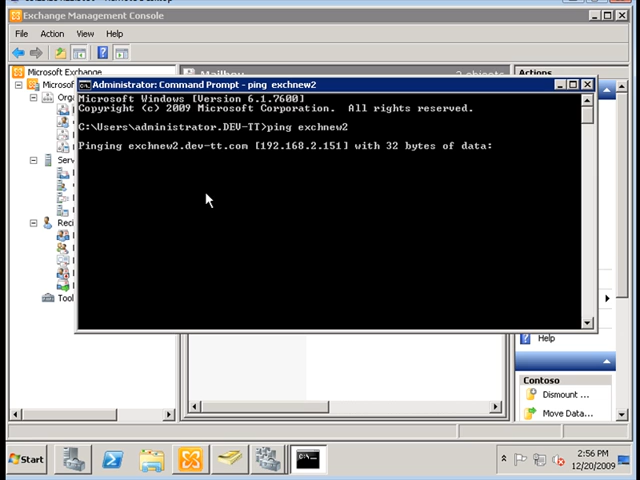 Exchange Management Console
File Action View Help
Microsoft Exchange
Mailbox
2 objects
Actions
Administrator: Command Prompt - ping exchnew2
Microsoft Windows [Version 6.1.7600]
Copyright (c) 2009 Microsoft Corporation. All rights reserved.
C:\Users\administrator.DEV-TT>ping exchnew2
Pinging exchnew2.dev-tt.com [192.168.2.151] with 32 bytes of data:
Help
Contoso
Dismount ...
Move Data...
Start
2:56 PM
12/20/2009